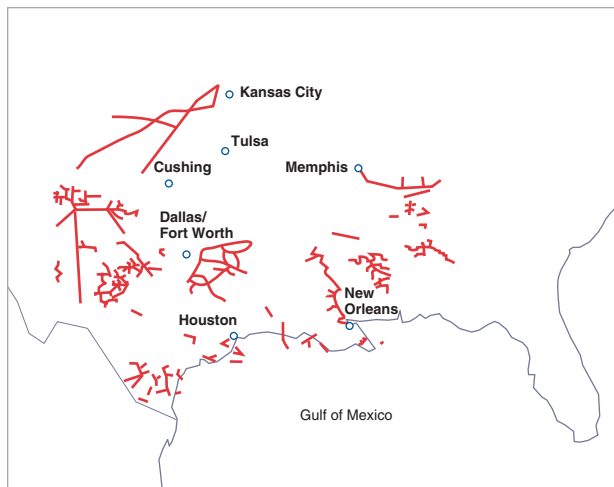 Kansas City
Tulsa
Cushing
Memphis
Dallas/
Fort Worth
New
Orleans
Houston
Gulf of Mexico